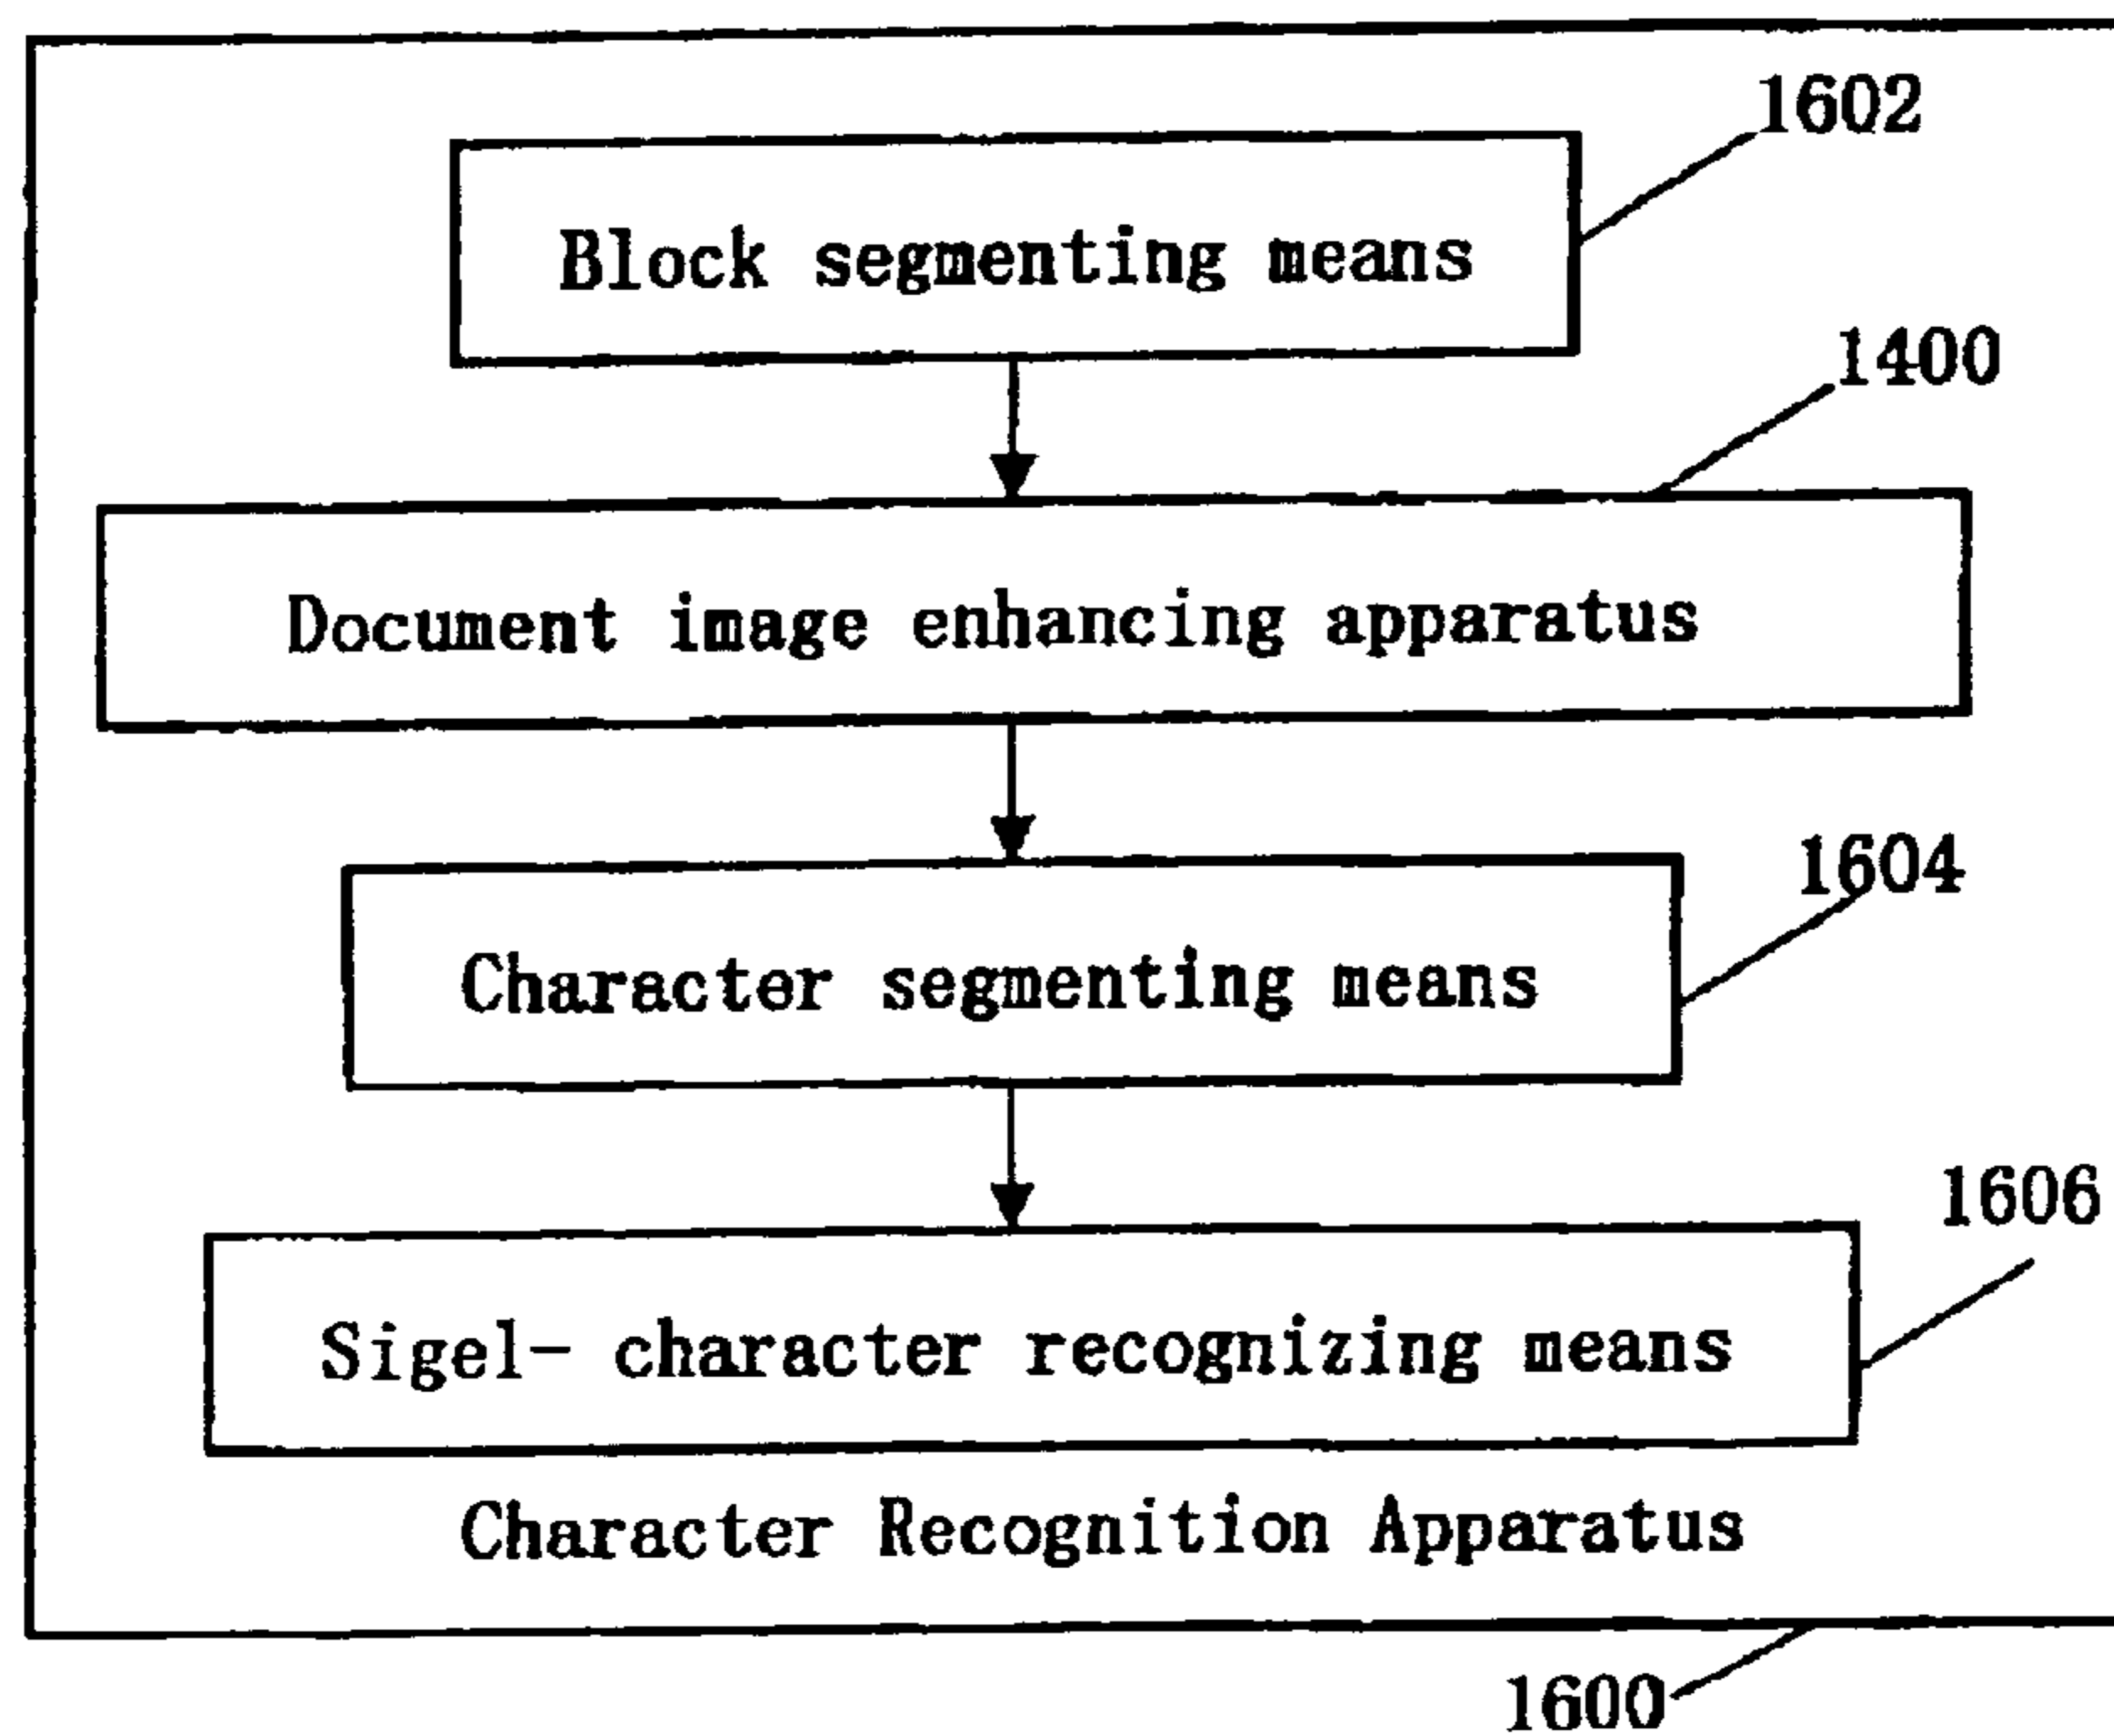 1602
Block segmenting means
1400
Document image enhancing apparatus
1604
Character segmenting means
1606
Sigel- character recognizing means
Character Recognition Apparatus
1600